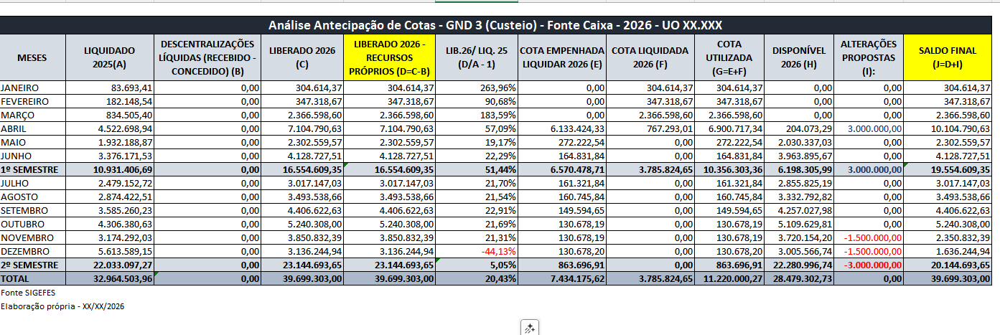 Análise Antecipação de Cotas - GND 3 (Custeio) - Fonte Caixa - 2026 - UO XX.XXX
MESES LIQUIDADO 2025(A) DESCENTRALIZAÇÕES LÍQUIDAS (RECEBIDO - CONCEDIDO) (B) LIBERADO 2026 (C) LIBERADO 2026 - RECURSOS PRÓPRIOS (D=C-B) LIB.26/ LIQ. 25 (D/A - 1) COTA EMPENHADA LIQUIDAR 2026 (E) COTA LIQUIDADA 2026 (F) COTA UTILIZADA (G=E+F) DISPONÍVEL 2026 (H) ALTERAÇÕES PROPOSTAS (I): SALDO FINAL (J=D+I)
JANEIRO 83.693,41 0,00 304.614,37 304.614,37 263,96% 0,00 304.614,37 304.614,37 0,00 0,00 304.614,37
FEVEREIRO 182.148,54 0,00 347.318,67 347.318,67 90,68% 0,00 347.318,67 347.318,67 0,00 0,00 347.318,67
MARÇO 834.505,40 0,00 2.366.598,60 2.366.598,60 183,59% 0,00 2.366.598,60 2.366.598,60 0,00 0,00 2.366.598,60
ABRIL 4.522.698,94 0,00 7.104.790,63 7.104.790,63 57,09% 6.133.424,33 767.293,01 6.900.717,34 204.073,29 3.000.000,00 10.104.790,63
MAIO 1.932.188,87 0,00 2.302.559,57 2.302.559,57 19,17% 272.222,54 0,00 272.222,54 2.030.337,03 0,00 2.302.559,57
JUNHO 3.376.171,53 0,00 4.128.727,51 4.128.727,51 22,29% 164.831,84 0,00 164.831,84 3.963.895,67 0,00 4.128.727,51
1º SEMESTRE 10.931.406,69 0,00 16.554.609,35 16.554.609,35 51,44% 6.570.478,71 3.785.824,65 10.356.303,36 6.198.305,99 3.000.000,00 19.554.609,35
JULHO 2.479.152,72 0,00 3.017.147,03 3.017.147,03 21,70% 161.321,84 0,00 161.321,84 2.855.825,19 0,00 3.017.147,03
AGOSTO 2.874.422,51 0,00 3.493.538,66 3.493.538,66 21,54% 160.745,84 0,00 160.745,84 3.332.792,82 0,00 3.493.538,66
SETEMBRO 3.585.260,23 0,00 4.406.622,63 4.406.622,63 22,91% 149.594,65 0,00 149.594,65 4.257.027,98 0,00 4.406.622,63
OUTUBRO 4.306.380,63 0,00 5.240.308,00 5.240.308,00 21,69% 130.678,19 0,00 130.678,19 5.109.629,81 0,00 5.240.308,00
NOVEMBRO 3.174.292,03 0,00 3.850.832,39 3.850.832,39 21,31% 130.678,19 0,00 130.678,19 3.720.154,20 -1.500.000,00 2.350.832,39
DEZEMBRO 5.613.589,15 0,00 3.136.244,94 3.136.244,94 -44,13% 130.678,20 0,00 130.678,20 3.005.566,74 -1.500.000,00 1.636.244,94
2º SEMESTRE 22.033.097,27 0,00 23.144.693,65 23.144.693,65 5,05% 863.696,91 0,00 863.696,91 22.280.996,74 -3.000.000,00 20.144.693,65
TOTAL 32.964.503,96 0,00 39.699.303,00 39.699.303,00 20,43% 7.434.175,62 3.785.824,65 11.220.000,27 28.479.302,73 0,00 39.699.303,00
Fonte SIGEFES
Elaboração própria - XX/XX/2026